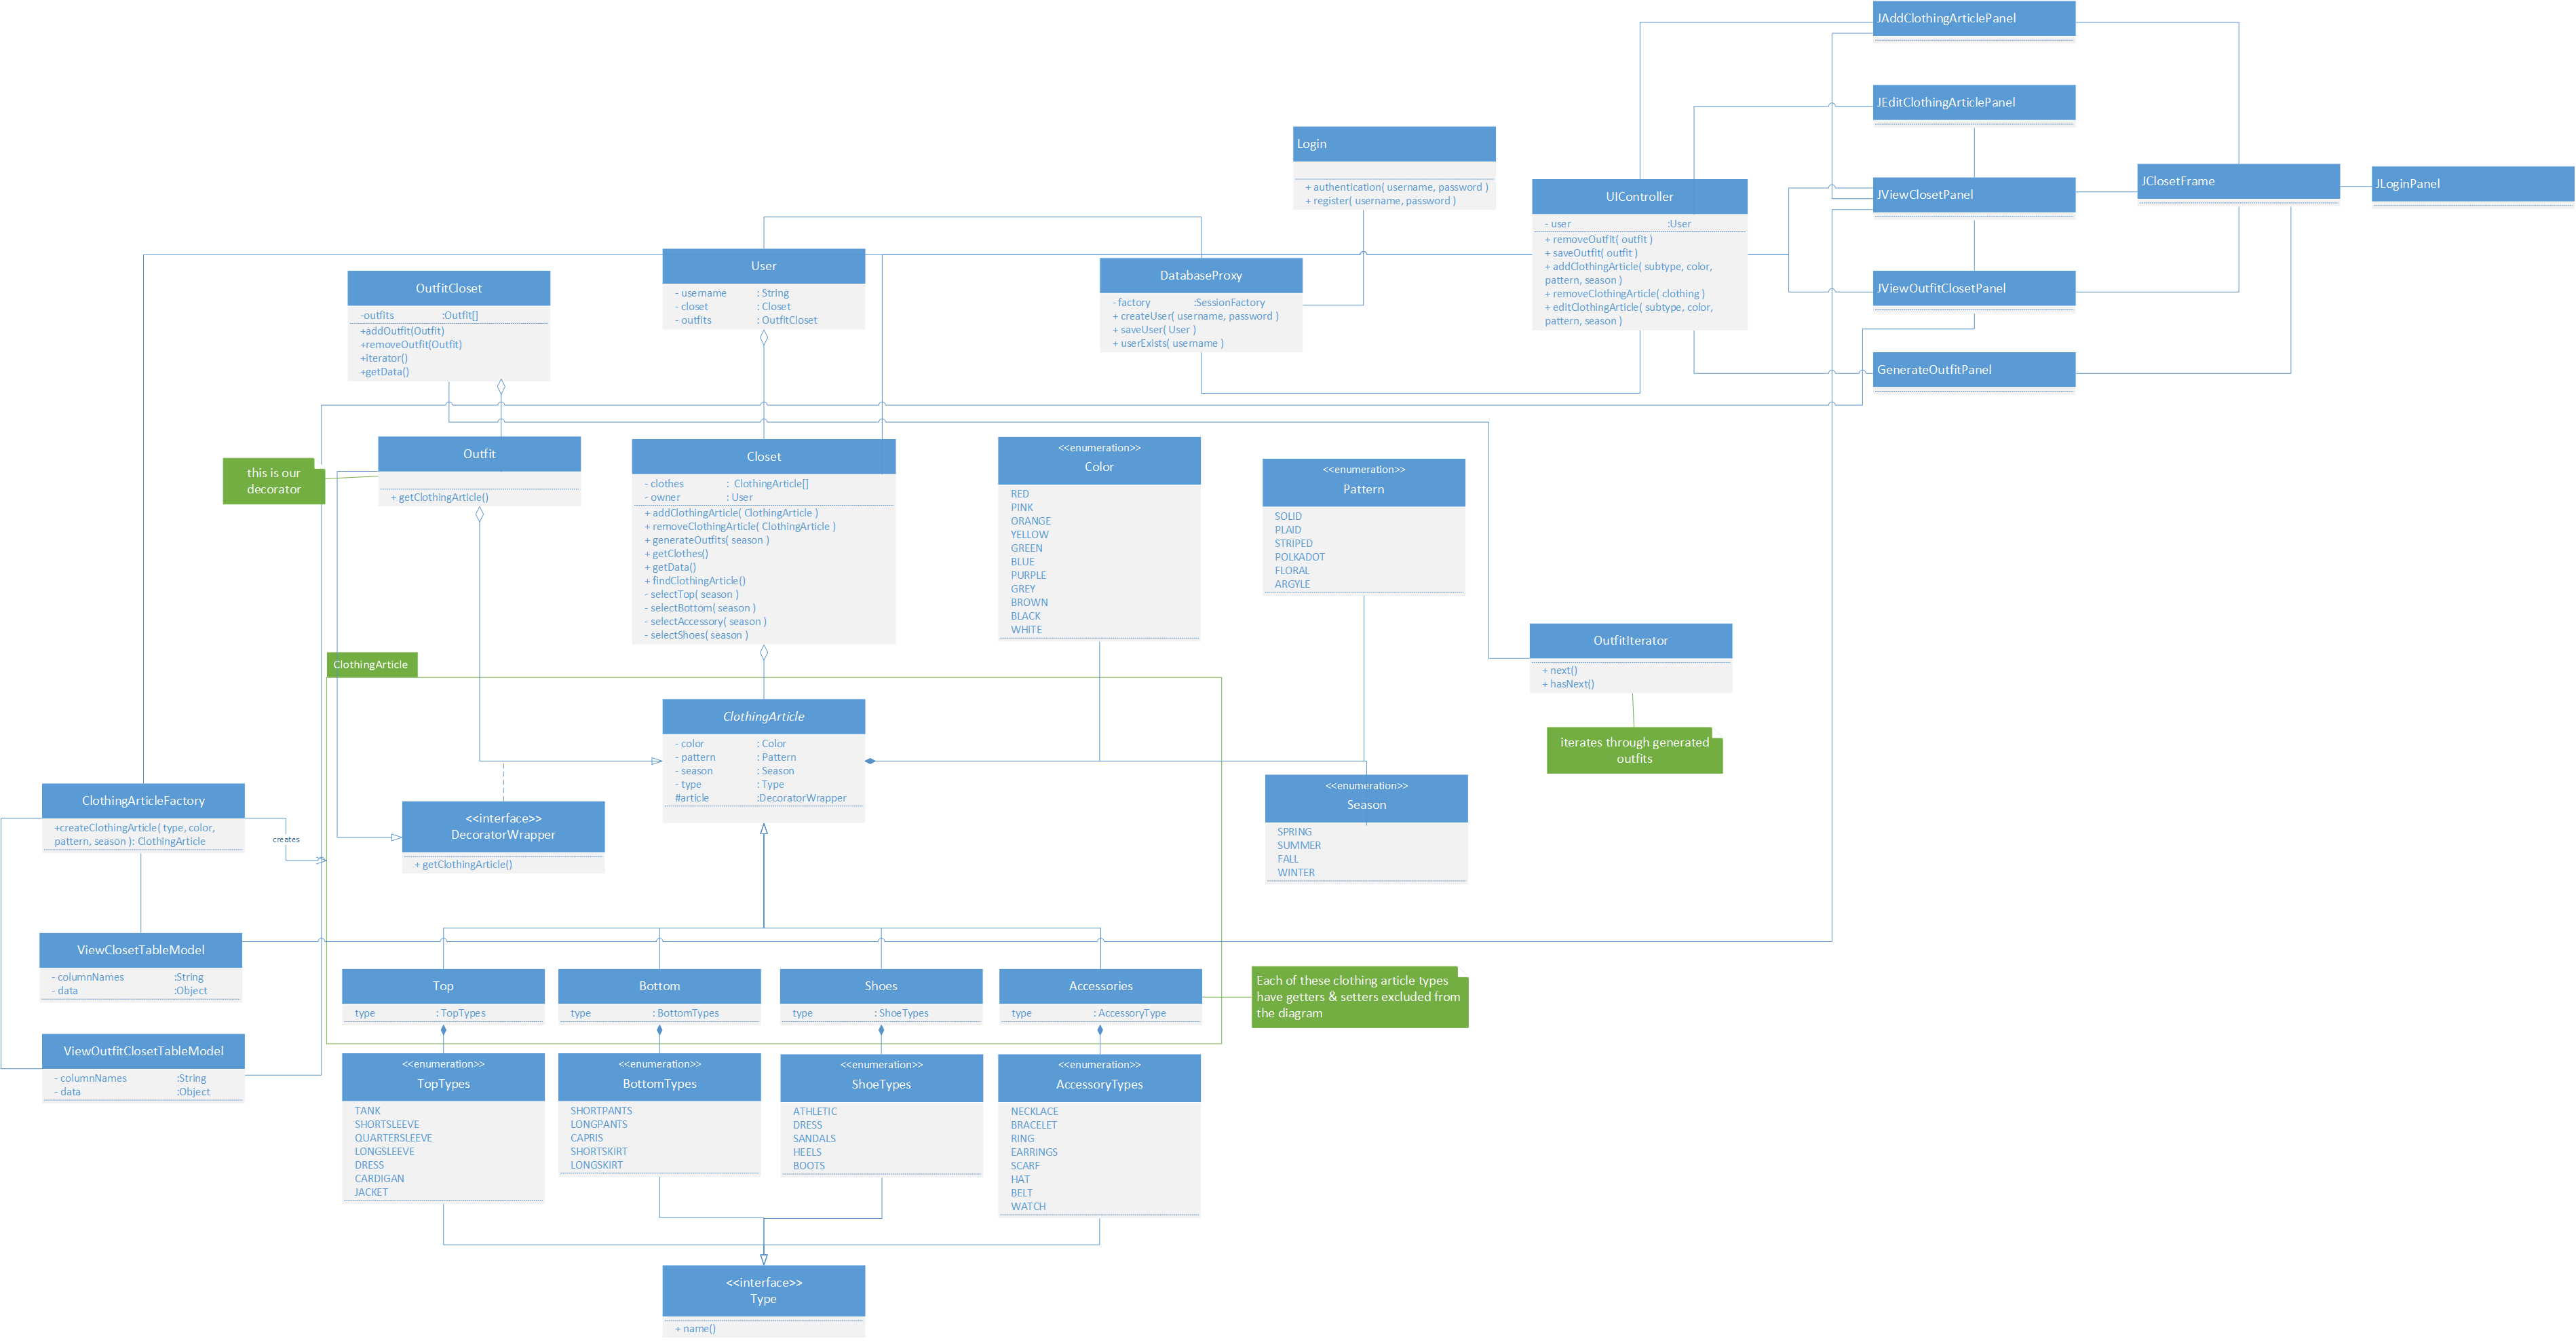 JAddClothingArticlePanel
JEditClothingArticlePanel
JViewClosetPanel
JClosetFrame
JLoginPanel
JViewOutfitClosetPanel
GenerateOutfitPanel
Login
+ authentication( username, password )
+ register( username, password )
UIController
- user :User
+ removeOutfit( outfit )
+ saveOutfit( outfit )
+ addClothingArticle( subtype, color,
pattern, season )
+ removeClothingArticle( clothing )
+ editClothingArticle( subtype, color,
pattern, season )
User
- username : String
- closet : Closet
- outfits : OutfitCloset
DatabaseProxy
- factory :SessionFactory
+ createUser( username, password )
+ saveUser( User )
+ userExists( username )
OutfitCloset
-outfits :Outfit[]
+addOutfit(Outfit)
+removeOutfit(Outfit)
+iterator()
+getData()
this is our
decorator
Outfit
+ getClothingArticle()
Closet
- clothes : ClothingArticle[]
- owner : User
+ addClothingArticle( ClothingArticle )
+ removeClothingArticle( ClothingArticle )
+ generateOutfits( season )
+ getClothes()
+ getData()
+ findClothingArticle()
- selectTop( season )
- selectBottom( season )
- selectAccessory( season )
- selectShoes( season )
<<enumeration>>
Color
RED
PINK
ORANGE
YELLOW
GREEN
BLUE
PURPLE
GREY
BROWN
BLACK
WHITE
<<enumeration>>
Pattern
SOLID
PLAID
STRIPED
POLKADOT
FLORAL
ARGYLE
OutfitIterator
+ next()
+ hasNext()
iterates through generated
outfits
ClothingArticle
ClothingArticle
- color : Color
- pattern : Pattern
- season : Season
- type : Type
#article :DecoratorWrapper
<<enumeration>>
Season
SPRING
SUMMER
FALL
WINTER
ClothingArticleFactory
+createClothingArticle( type, color,
pattern, season ): ClothingArticle
creates
<<interface>>
DecoratorWrapper
+ getClothingArticle()
ViewClosetTableModel
- columnNames :String
- data :Object
ViewOutfitClosetTableModel
- columnNames :String
- data :Object
Top
type : TopTypes
Bottom
type : BottomTypes
Shoes
type : ShoeTypes
Accessories
type : AccessoryType
Each of these clothing article types
have getters & setters excluded from
the diagram
<<enumeration>>
TopTypes
TANK
SHORTSLEEVE
QUARTERSLEEVE
LONGSLEEVE
DRESS
CARDIGAN
JACKET
<<enumeration>>
BottomTypes
SHORTPANTS
LONGPANTS
CAPRIS
SHORTSKIRT
LONGSKIRT
<<enumeration>>
ShoeTypes
ATHLETIC
DRESS
SANDALS
HEELS
BOOTS
<<enumeration>>
AccessoryTypes
NECKLACE
BRACELET
RING
EARRINGS
SCARF
HAT
BELT
WATCH
<<interface>>
Type
+ name()